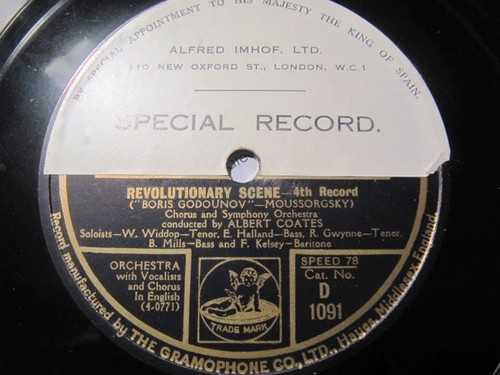 BY SPECIAL APPOINTMENT TO HIS MAJESTY THE KING OF SPAIN.
ALFRED IMHOF, LTD.
110 NEW OXFORD ST., LONDON, W.C.1
SPECIAL RECORD.
REVOLUTIONARY SCENE—4th Record
("BORIS GODOUNOV"—MOUSSORGSKY)
Chorus and Symphony Orchestra
conducted by ALBERT COATES
Soloists—W. Widdop—Tenor, E. Halland—Bass, R. Gwynne—Tenor,
B. Mills—Bass and F. Kelsey—Baritone
ORCHESTRA
with Vocalists
and Chorus
In English
(4-0771)
TRADE MARK
SPEED 78
Cat. No.
D
1091
Record manufactured by THE GRAMOPHONE CO., LTD., Hayes, Middlesex, England.